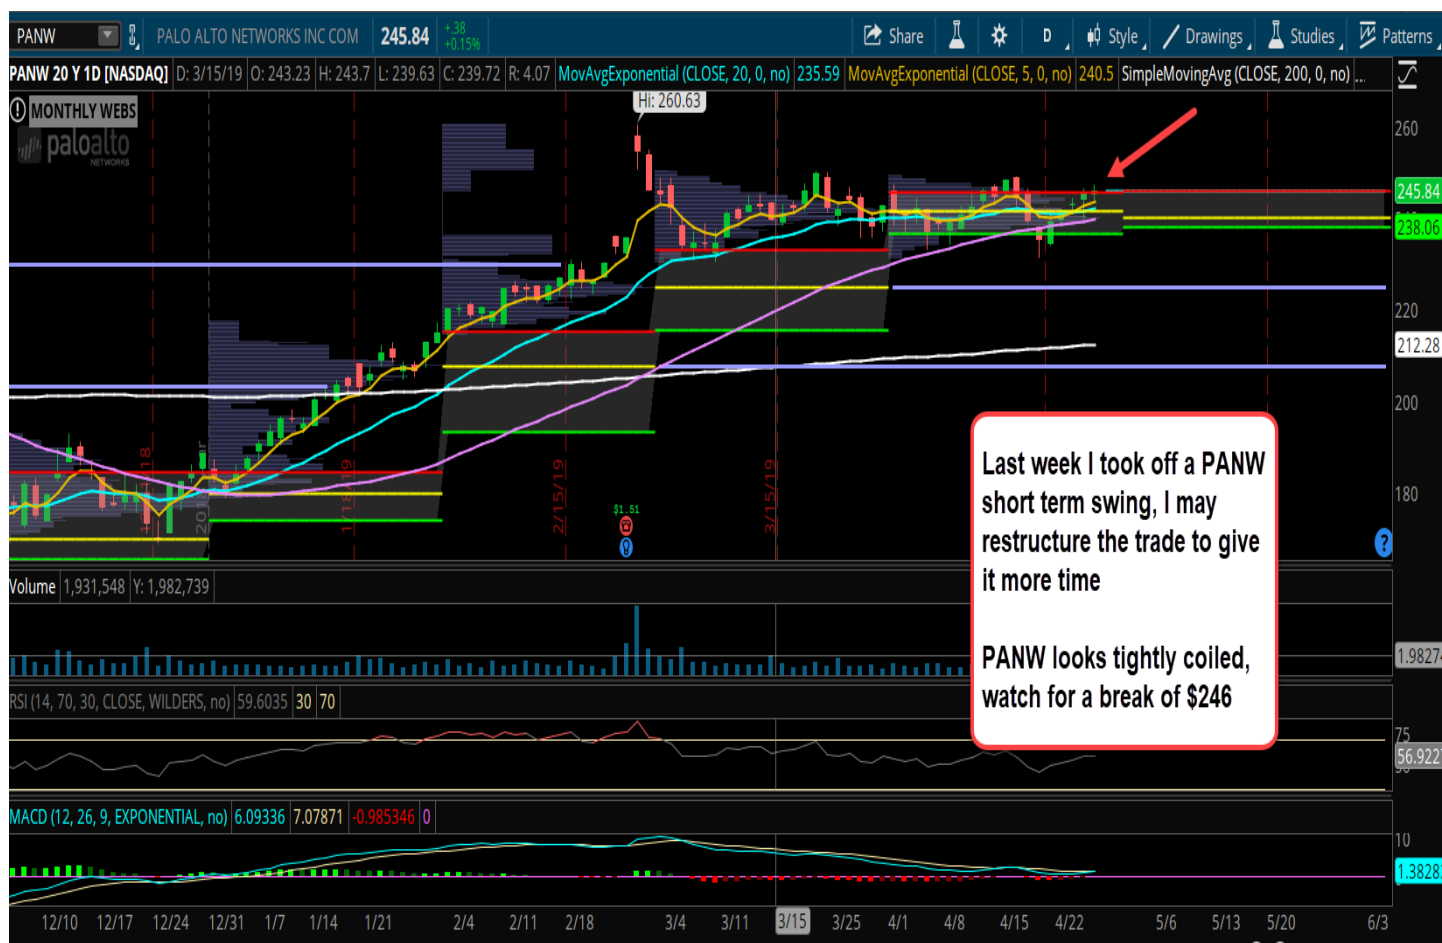 PANW
PALO ALTO NETWORKS INC COM
245.84
+.38
+0.15%
Share
D
Style
Drawings
Studies
Patterns
PANW 20 Y 1D [NASDAQ] D: 3/15/19 O: 243.23 H: 243.7 L: 239.63 C: 239.72 R: 4.07 MovAvgExponential (CLOSE, 20, 0, no) 235.59 MovAvgExponential (CLOSE, 5, 0, no) 240.5 SimpleMovingAvg (CLOSE, 200, 0, no) ...
MONTHLY WEBS
paloalto
NETWORKS
Hi: 260.63
260
245.84
238.06
220
212.28
200
180
1/18/19
2/15/19
3/15/19
$1.51
Last week I took off a PANW
short term swing, I may
restructure the trade to give
it more time
PANW looks tightly coiled,
watch for a break of $246
?
Volume 1,931,548 Y: 1,982,739
1.9827
RSI (14, 70, 30, CLOSE, WILDERS, no) 59.6035 30 70
75
56.922
MACD (12, 26, 9, EXPONENTIAL, no) 6.09336 7.07871 -0.985346 0
10
1.3828
12/10 12/17 12/24 12/31 1/7 1/14 1/21 2/4 2/11 2/18 3/4 3/11 3/15 3/25 4/1 4/8 4/15 4/22 5/6 5/13 5/20 6/3